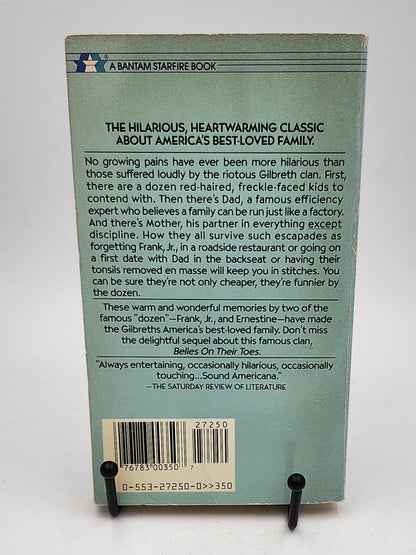 ® A BANTAM STARFIRE BOOK
THE HILARIOUS, HEARTWARMING CLASSIC
ABOUT AMERICA'S BEST-LOVED FAMILY.
No growing pains have ever been more hilarious than
those suffered loudly by the riotous Gilbreth clan. First,
there are a dozen red-haired, freckle-faced kids to
contend with. Then there's Dad, a famous efficiency
expert who believes a family can be run just like a factory.
And there's Mother, his partner in everything except
discipline. How they all survive such escapades as
forgetting Frank, Jr., in a roadside restaurant or going on
a first date with Dad in the backseat or having their
tonsils removed en masse will keep you in stitches. You
can be sure they're not only cheaper, they're funnier by
the dozen.
These warm and wonderful memories by two of the
famous "dozen"—Frank, Jr., and Ernestine—have made
the Gilbreths America's best-loved family. Don't miss
the delightful sequel about this famous clan,
Belles On Their Toes.
"Always entertaining, occasionally hilarious, occasionally
touching...Sound Americana."
—THE SATURDAY REVIEW OF LITERATURE
27250
76783 00350 7
0-553-27250-0>>350